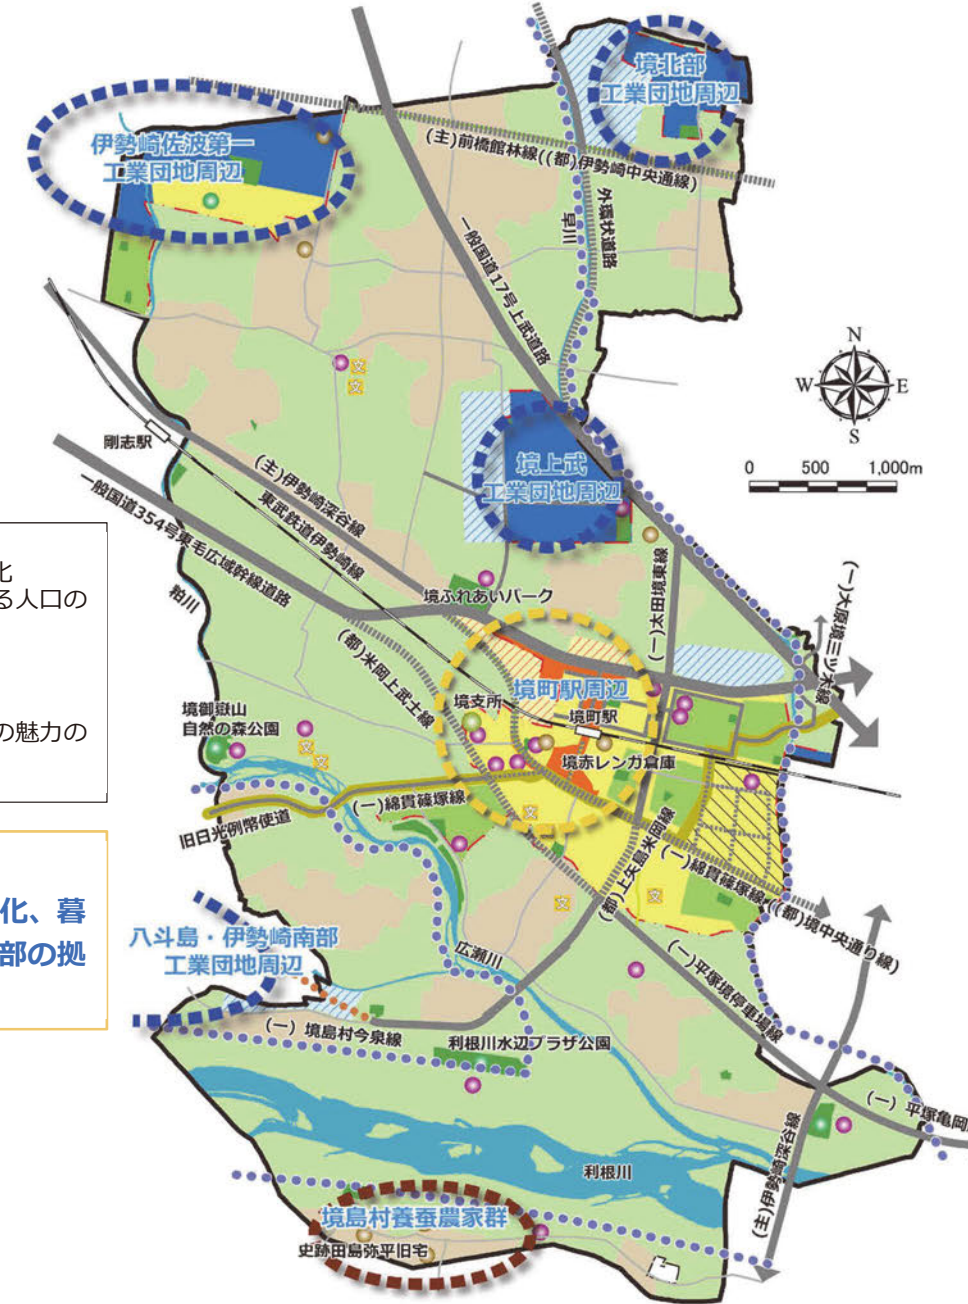 境北部
工業団地周辺
伊勢崎佐波第一
工業団地周辺
(主)前橋館林線((都)伊勢崎中央通線)
外環状道路
早川
一般国道17号上武道路
N
W
E
S
0 500 1,000m
剛志駅
(主)伊勢崎深谷線
東武鉄道伊勢崎線
一般国道354号東毛広域幹線道路
粕川
文
文
境上武
工業団地周辺
境ふれあいパーク
(一)太田境東線
(一)大原境三ツ木線
(都)米岡上武士線
化
る人口の
の魅力の
境町駅周辺
境支所
境町駅
境赤レンガ倉庫
境御嶽山
自然の森公園
文
文
(一)綿貫篠塚線
旧日光例幣使道
文
文
文
(都)上矢島米岡線
(一)綿貫篠塚線((都)境中央通り線)
化、暮
部の拠
八斗島・伊勢崎南部
工業団地周辺
広瀬川
(一)平塚境停車場線
(一)境島村今泉線
利根川水辺プラザ公園
(一)平塚亀岡
(主)伊勢崎深谷線
利根川
境島村養蚕農家群
史跡田島弥平旧宅